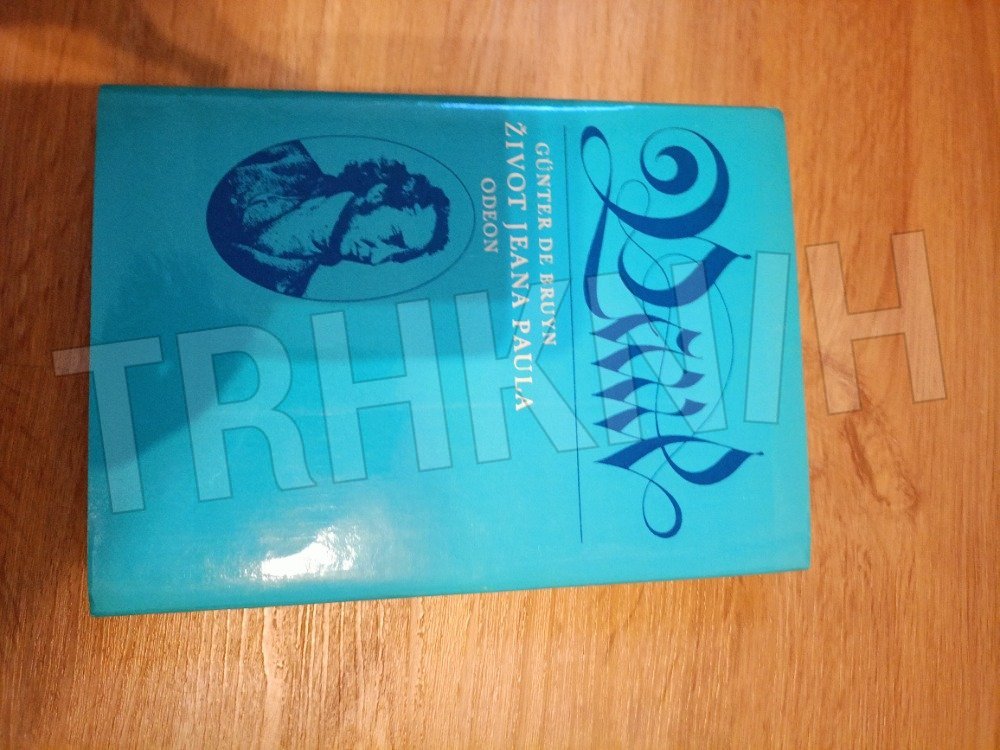 GÜNTER DE BRUYN
ŽIVOT JEANA PAULA
ODEON
TRHKNIH